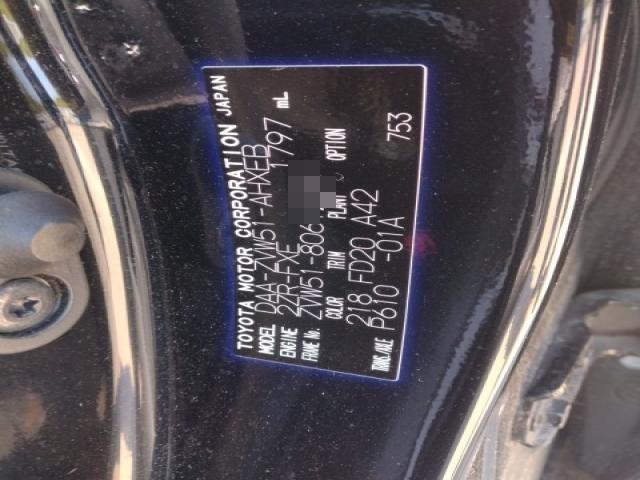 TOYOTA MOTOR CORPORATION JAPAN
MODEL DAA-ZVW51-AHXEB
ENGINE 2ZR-FXE 1797 mL
FRAME No. ZVW51-806
COLOR TRIM PLANT OPTION
218 FD20 A42 753
TRANS./AXLE P610 -01A